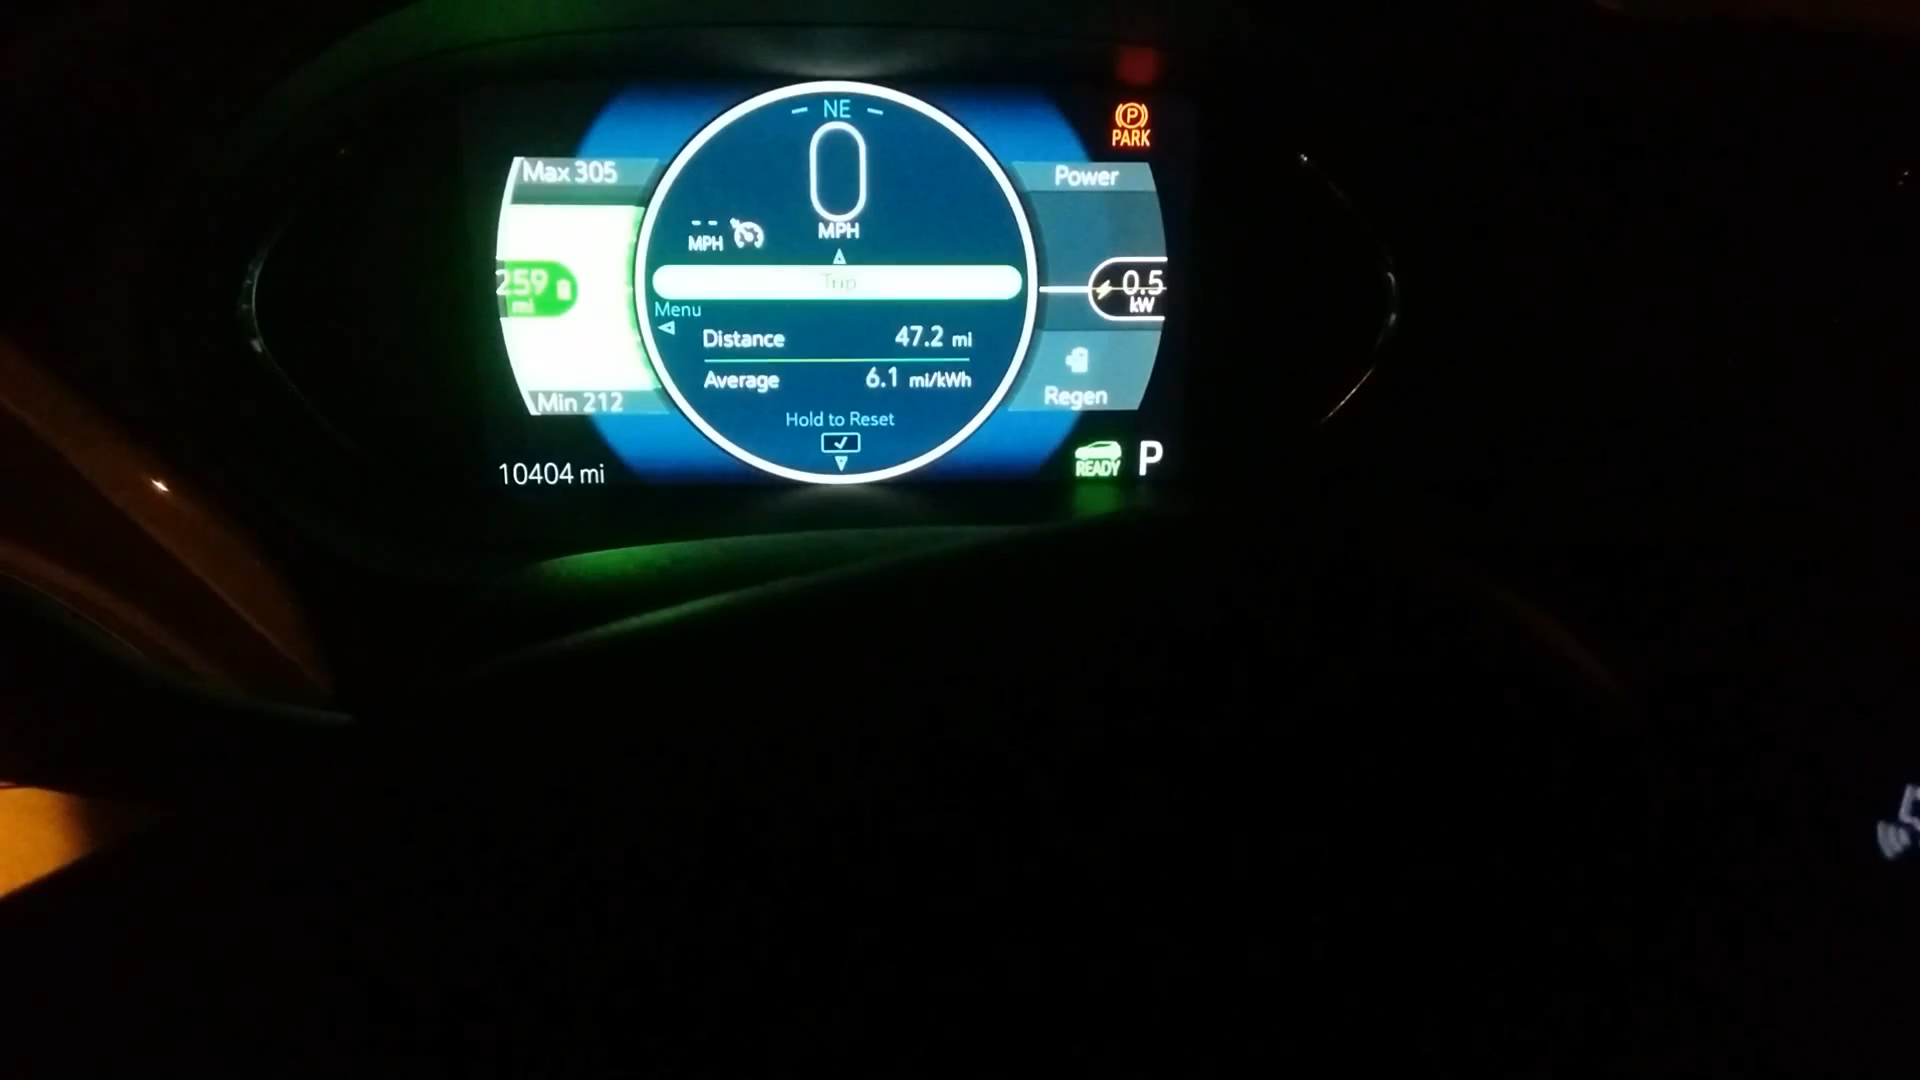 NE
P
PARK
Max 305
0
MPH
Power
-- MPH
259
mi
Trip
0.5
kW
Menu
Distance 47.2 mi
Average 6.1 mi/kWh
Min 212
Regen
Hold to Reset
10404 mi
READY P